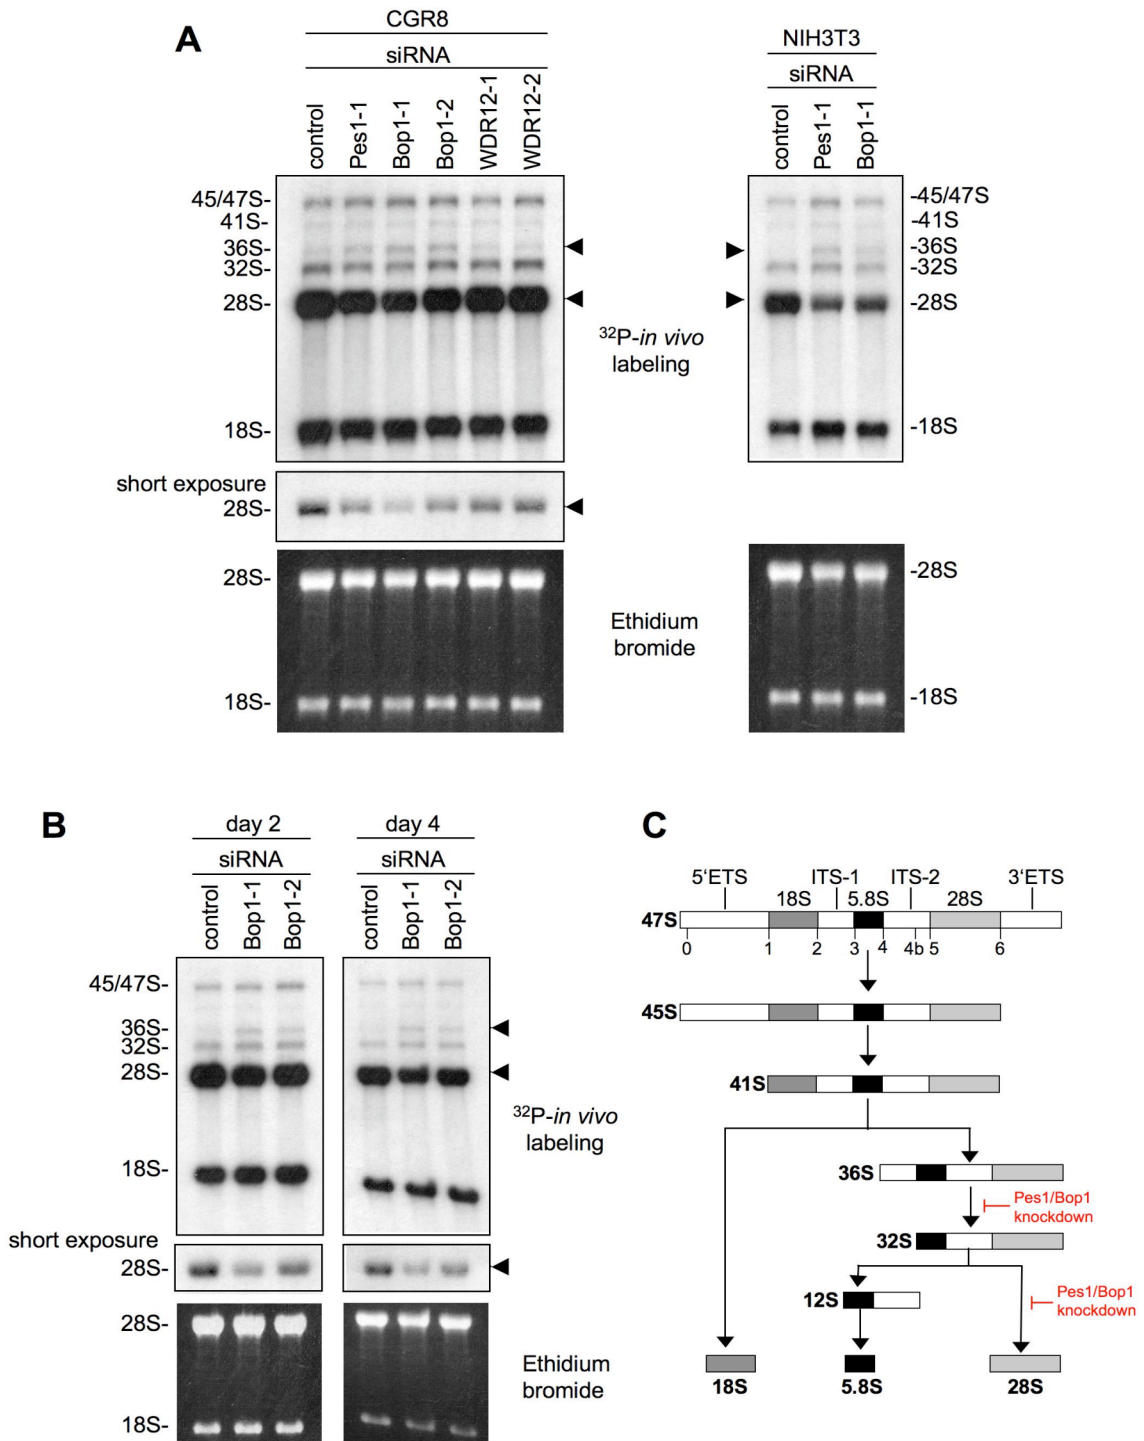 A
CGR8
siRNA
control
Pes1-1
Bop1-1
Bop1-2
WDR12-1
WDR12-2
NIH3T3
siRNA
control
Pes1-1
Bop1-1
45/47S-
41S-
36S-
32S-
28S-
18S-
-45/47S
-41S
-36S
-32S
-28S
-18S
32P-in vivo
labeling
short exposure
28S-
28S-
18S-
Ethidium
bromide
-28S
-18S
B
day 2
day 4
siRNA
siRNA
control
Bop1-1
Bop1-2
control
Bop1-1
Bop1-2
45/47S-
36S-
32S-
28S-
18S-
32P-in vivo
labeling
short exposure
28S-
28S-
18S-
Ethidium
bromide
C
5'ETS
ITS-1
ITS-2
3'ETS
18S
5.8S
28S
47S
0
1
2
3
4
4b
5
6
45S
41S
36S
Pes1/Bop1
knockdown
32S
12S
Pes1/Bop1
knockdown
18S
5.8S
28S